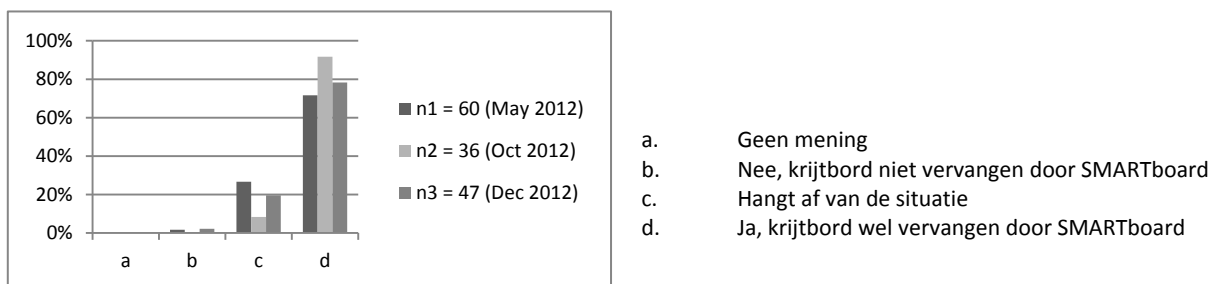 100%
80%
60%
40%
20%
0%
a b c d
n1 = 60 (May 2012)
n2 = 36 (Oct 2012)
n3 = 47 (Dec 2012)
a. Geen mening
b. Nee, krijtbord niet vervangen door SMARTboard
c. Hangt af van de situatie
d. Ja, krijtbord wel vervangen door SMARTboard